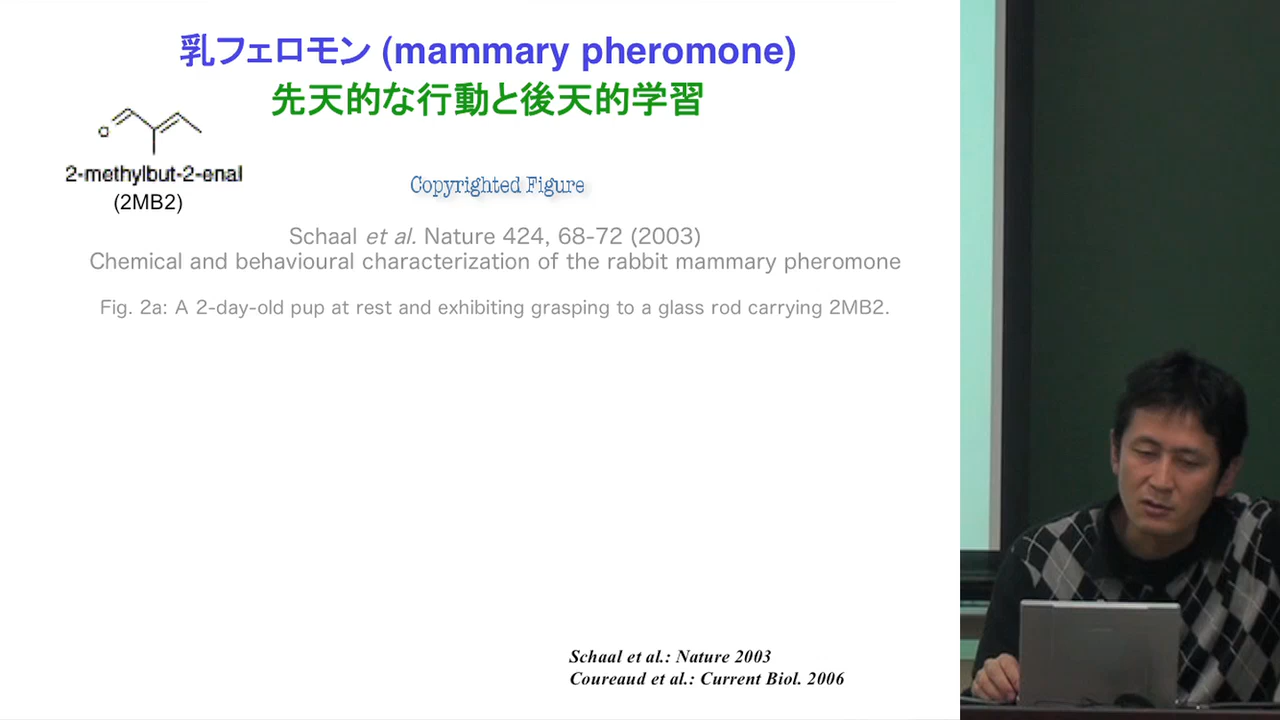 乳フェロモン (mammary pheromone)
先天的な行動と後天的学習
O
2-methylbut-2-enal
(2MB2)
Copyrighted Figure
Schaal et al. Nature 424, 68-72 (2003)
Chemical and behavioural characterization of the rabbit mammary pheromone
Fig. 2a: A 2-day-old pup at rest and exhibiting grasping to a glass rod carrying 2MB2.
Schaal et al.: Nature 2003
Coureaud et al.: Current Biol. 2006